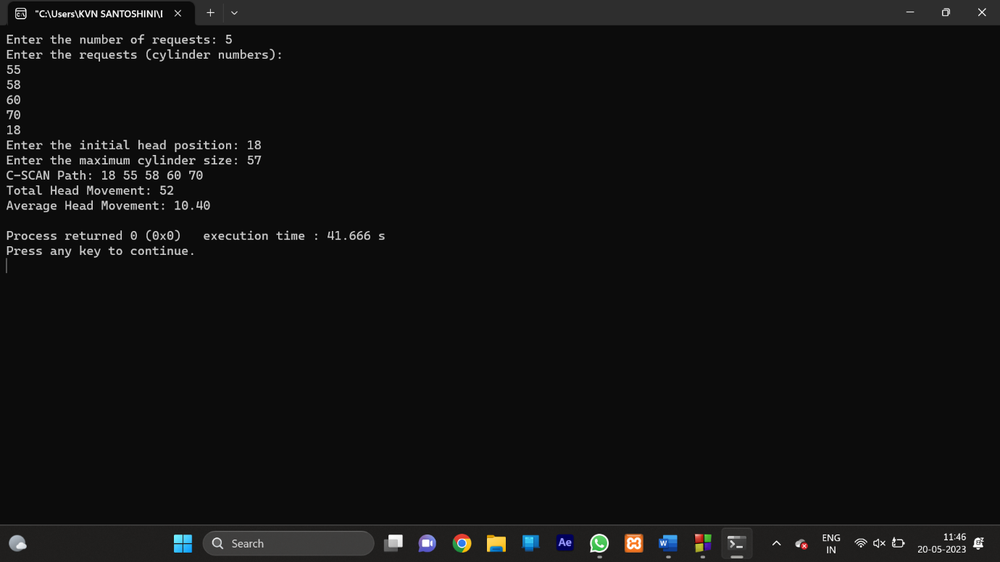 "C:\Users\KVN SANTOSHINI\I
Enter the number of requests: 5
Enter the requests (cylinder numbers):
55
58
60
70
18
Enter the initial head position: 18
Enter the maximum cylinder size: 57
C-SCAN Path: 18 55 58 60 70
Total Head Movement: 52
Average Head Movement: 10.40
Process returned 0 (0x0)   execution time : 41.666 s
Press any key to continue.
Search
Ae
W
ENG
IN
11:46
20-05-2023